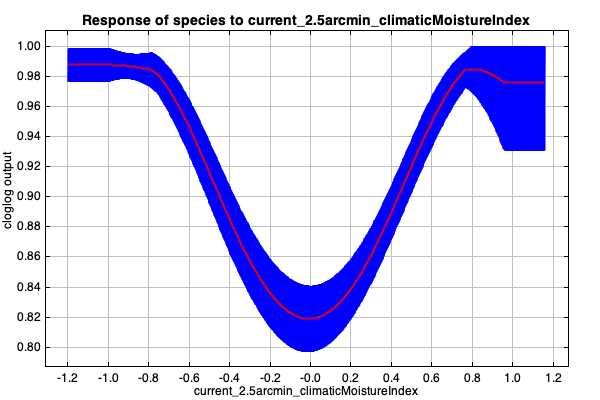 Response of species to current_2.5arcmin_climaticMoistureIndex
1.00
0.98
0.96
0.94
0.92
0.90
0.88
0.86
0.84
0.82
0.80
cloglog output
-1.2 -1.0 -0.8 -0.6 -0.4 -0.2 -0.0 0.2 0.4 0.6 0.8 1.0 1.2
current_2.5arcmin_climaticMoistureIndex